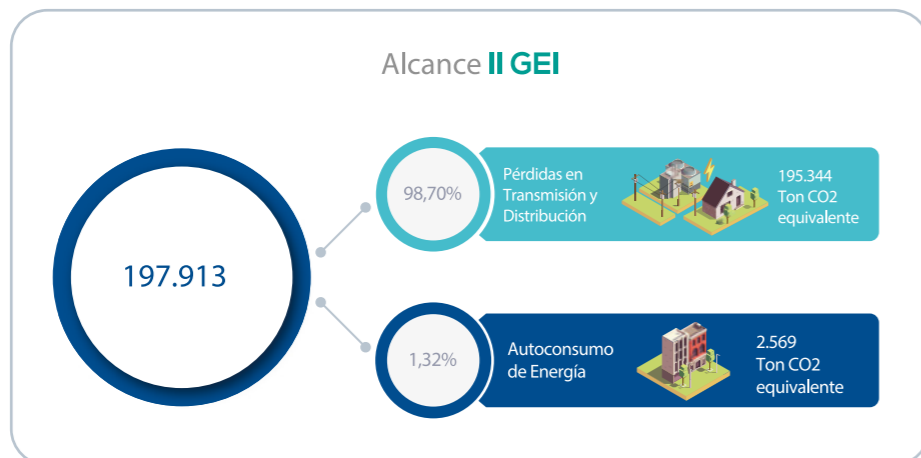 Alcance II GEI
197.913
98,70%
Pérdidas en
Transmisión y
Distribución
195.344
Ton CO2
equivalente
1,32%
Autoconsumo
de Energía
2.569
Ton CO2
equivalente